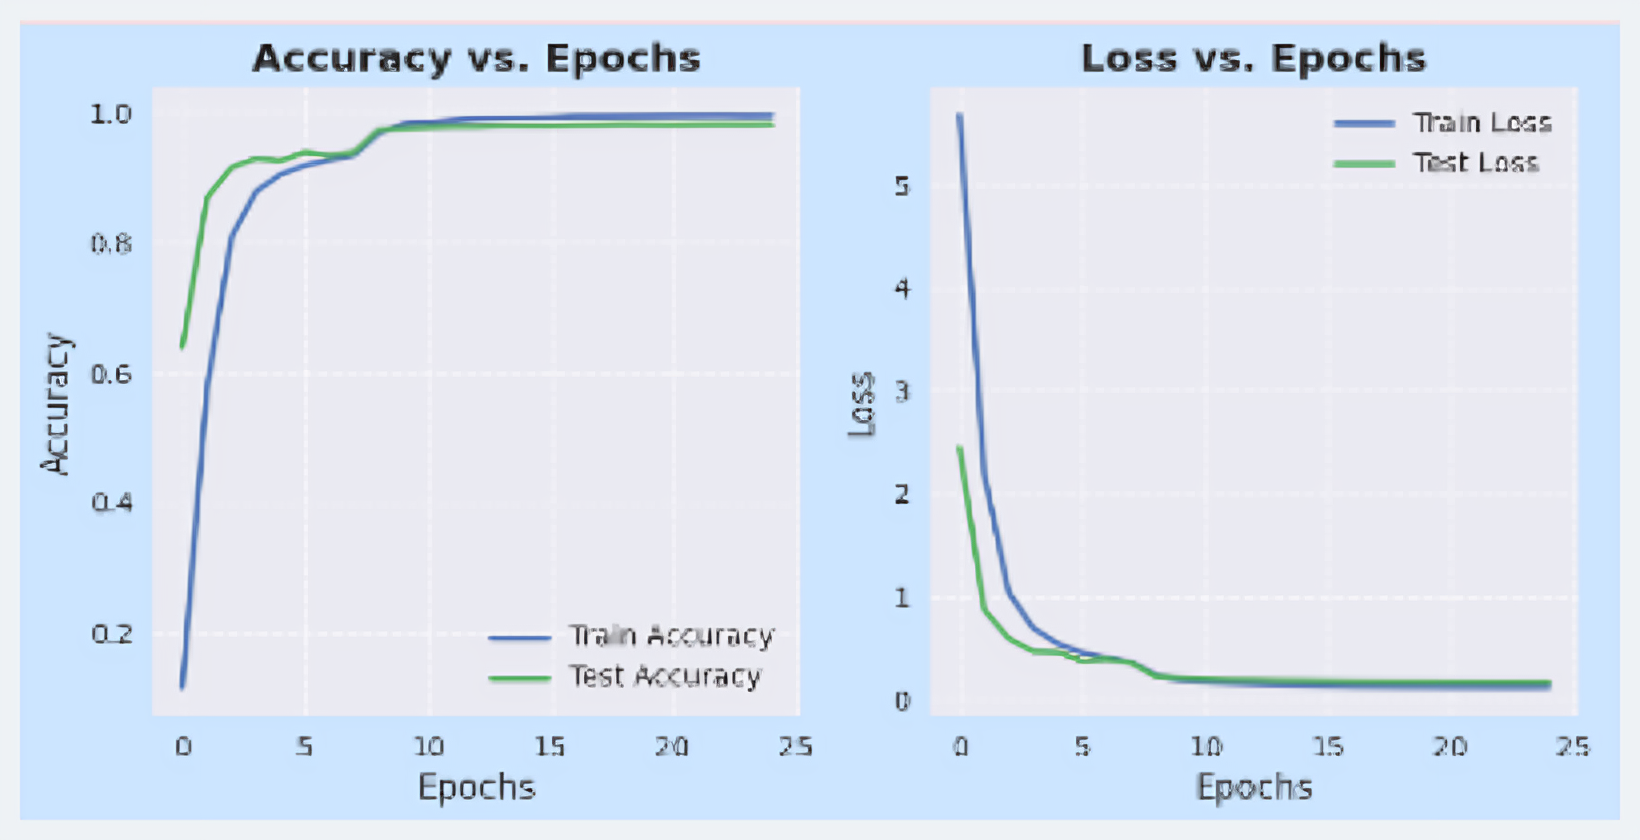 Accuracy vs. Epochs
1.0
0.8
0.6
0.4
0.2
Accuracy
Train Accuracy
Test Accuracy
0 5 10 15 20 25
Epochs
Loss vs. Epochs
Train Loss
Test Loss
5
4
3
2
1
0
Loss
0 5 10 15 20 25
Epochs